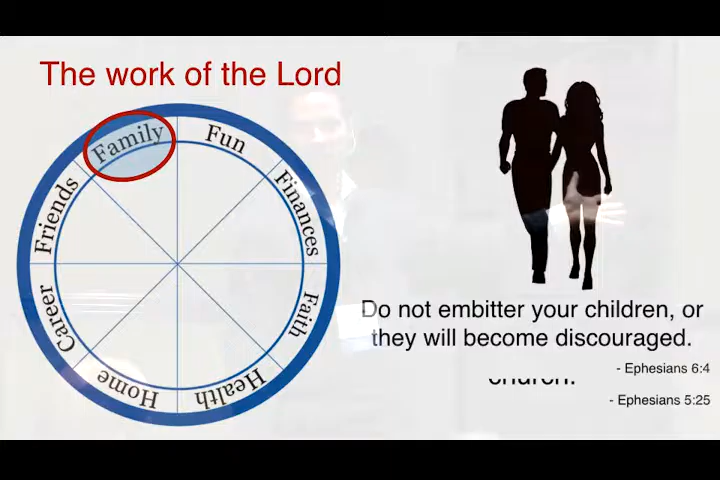 The work of the Lord
Family
Fun
Finances
Faith
Health
Home
Career
Friends
Do not embitter your children, or
they will become discouraged.
- Ephesians 6:4
church.
- Ephesians 5:25